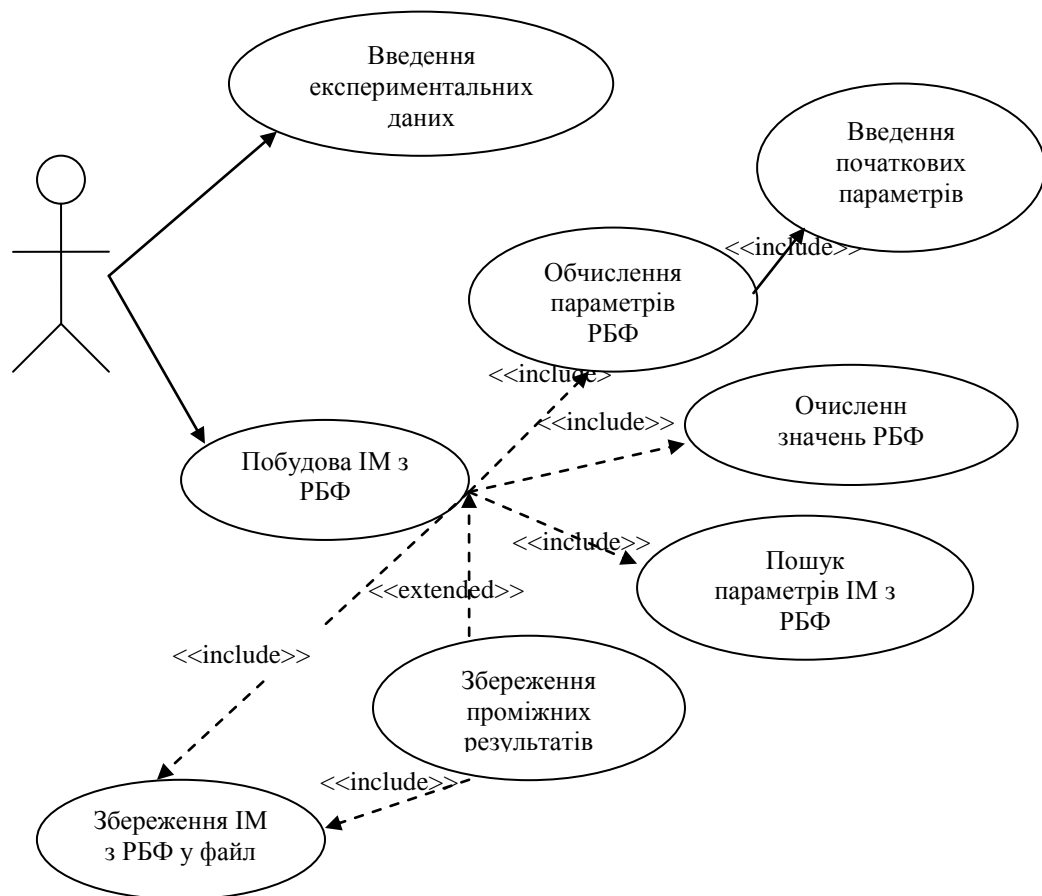 Введення
експериментальних
даних
Введення
початкових
параметрів
<<include>>
Обчислення
параметрів
РБФ
<<include>
<<include>>
Очисленн
значень РБФ
Побудова ІМ з
РБФ
<<include>>
Пошук
параметрів ІМ з
РБФ
<<extended>>
<<include>>
Збереження
проміжних
результатів
<<include>>
Збереження ІМ
з РБФ у файл